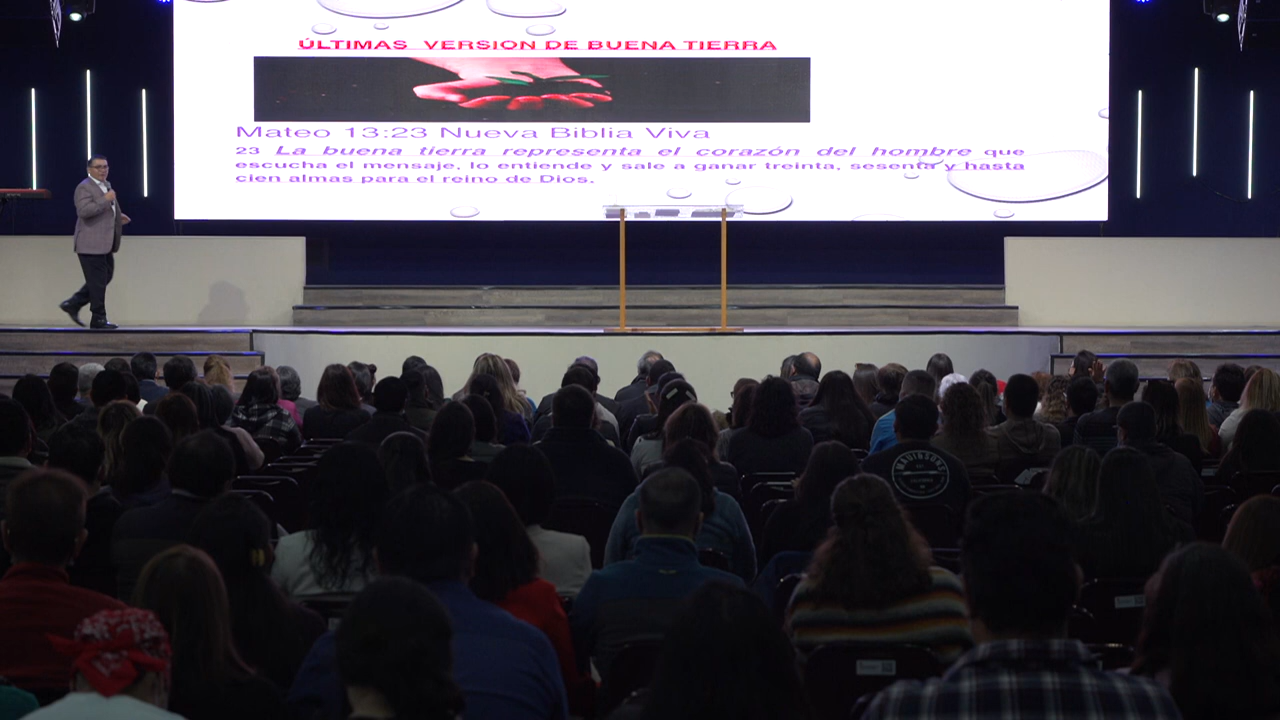 ÚLTIMAS VERSION DE BUENA TIERRA
Mateo 13:23 Nueva Biblia Viva
23 La buena tierra representa el corazón del hombre que
escucha el mensaje, lo entiende y sale a ganar treinta, sesenta y hasta
cien almas para el reino de Dios.